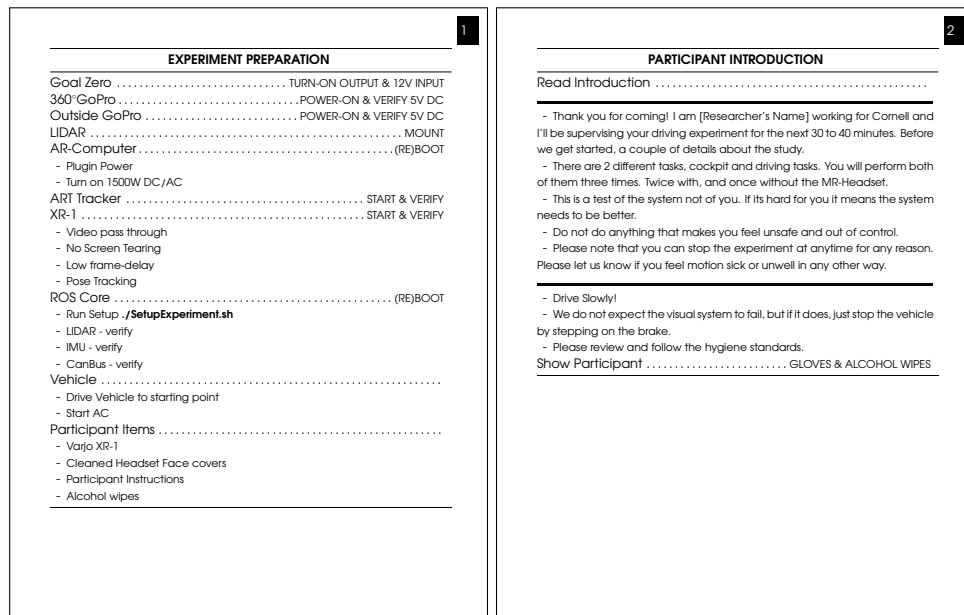 1
EXPERIMENT PREPARATION
Goal Zero .............................. TURN-ON OUTPUT & 12V INPUT
360°GoPro ................................ POWER-ON & VERIFY 5V DC
Outside GoPro ........................... POWER-ON & VERIFY 5V DC
LIDAR ....................................................... MOUNT
AR-Computer ............................................. (RE)BOOT
- Plugin Power
- Turn on 1500W DC/AC
ART Tracker ....................................... START & VERIFY
XR-1 .................................................. START & VERIFY
- Video pass through
- No Screen Tearing
- Low frame-delay
- Pose Tracking
ROS Core ................................................. (RE)BOOT
- Run Setup ./SetupExperiment.sh
- LIDAR - verify
- IMU - verify
- CanBus - verify
Vehicle ............................................................
- Drive Vehicle to starting point
- Start AC
Participant Items ..................................................
- Varjo XR-1
- Cleaned Headset Face covers
- Participant Instructions
- Alcohol wipes
2
PARTICIPANT INTRODUCTION
Read Introduction ................................................
- Thank you for coming! I am [Researcher's Name] working for Cornell and
I'll be supervising your driving experiment for the next 30 to 40 minutes. Before
we get started, a couple of details about the study.
- There are 2 different tasks, cockpit and driving tasks. You will perform both
of them three times. Twice with, and once without the MR-Headset.
- This is a test of the system not of you. If its hard for you it means the system
needs to be better.
- Do not do anything that makes you feel unsafe and out of control.
- Please note that you can stop the experiment at anytime for any reason.
Please let us know if you feel motion sick or unwell in any other way.
- Drive Slowly!
- We do not expect the visual system to fail, but if it does, just stop the vehicle
by stepping on the brake.
- Please review and follow the hygiene standards.
Show Participant ......................... GLOVES & ALCOHOL WIPES